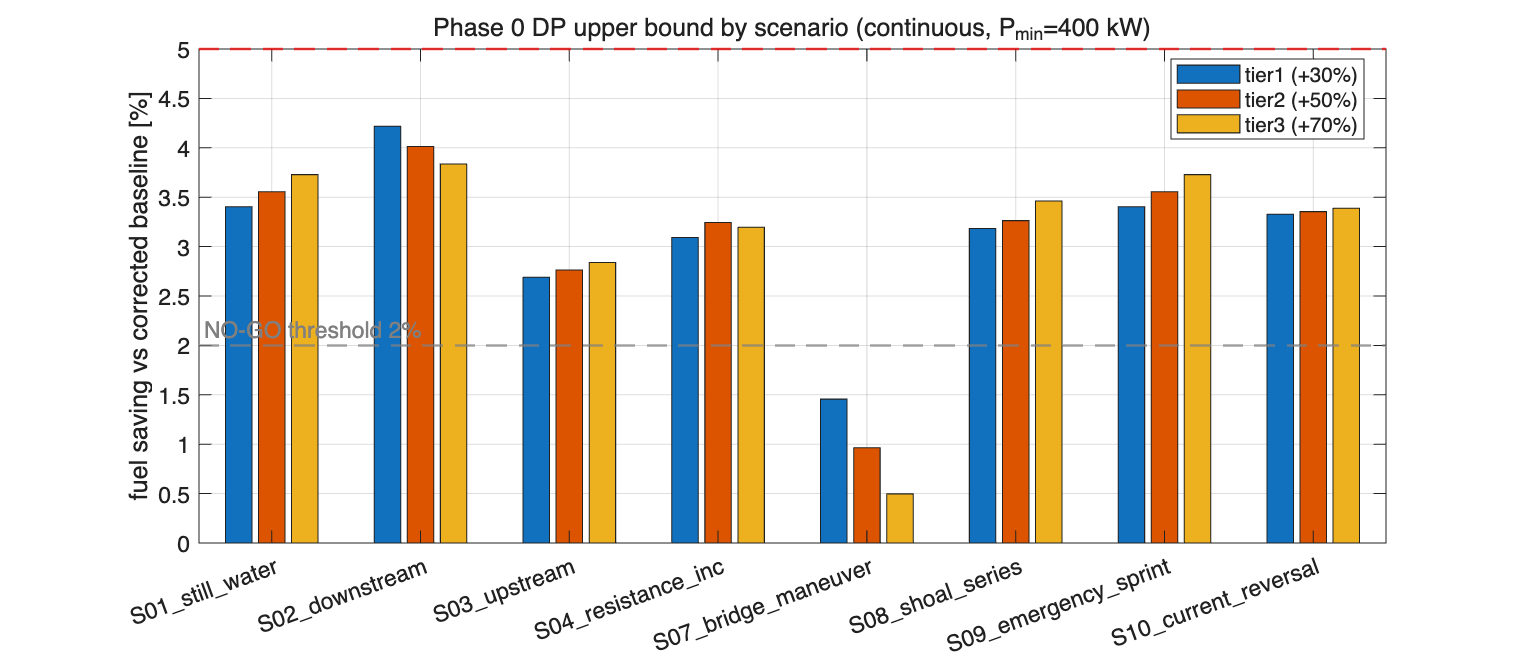 Phase 0 DP upper bound by scenario (continuous, Pmin=400 kW)
fuel saving vs corrected baseline [%]
5
4.5
4
3.5
3
2.5
2
1.5
1
0.5
0
tier1 (+30%)
tier2 (+50%)
tier3 (+70%)
NO-GO threshold 2%
S01_still_water
S02_downstream
S03_upstream
S04_resistance_inc
S07_bridge_maneuver
S08_shoal_series
S09_emergency_sprint
S10_current_reversal